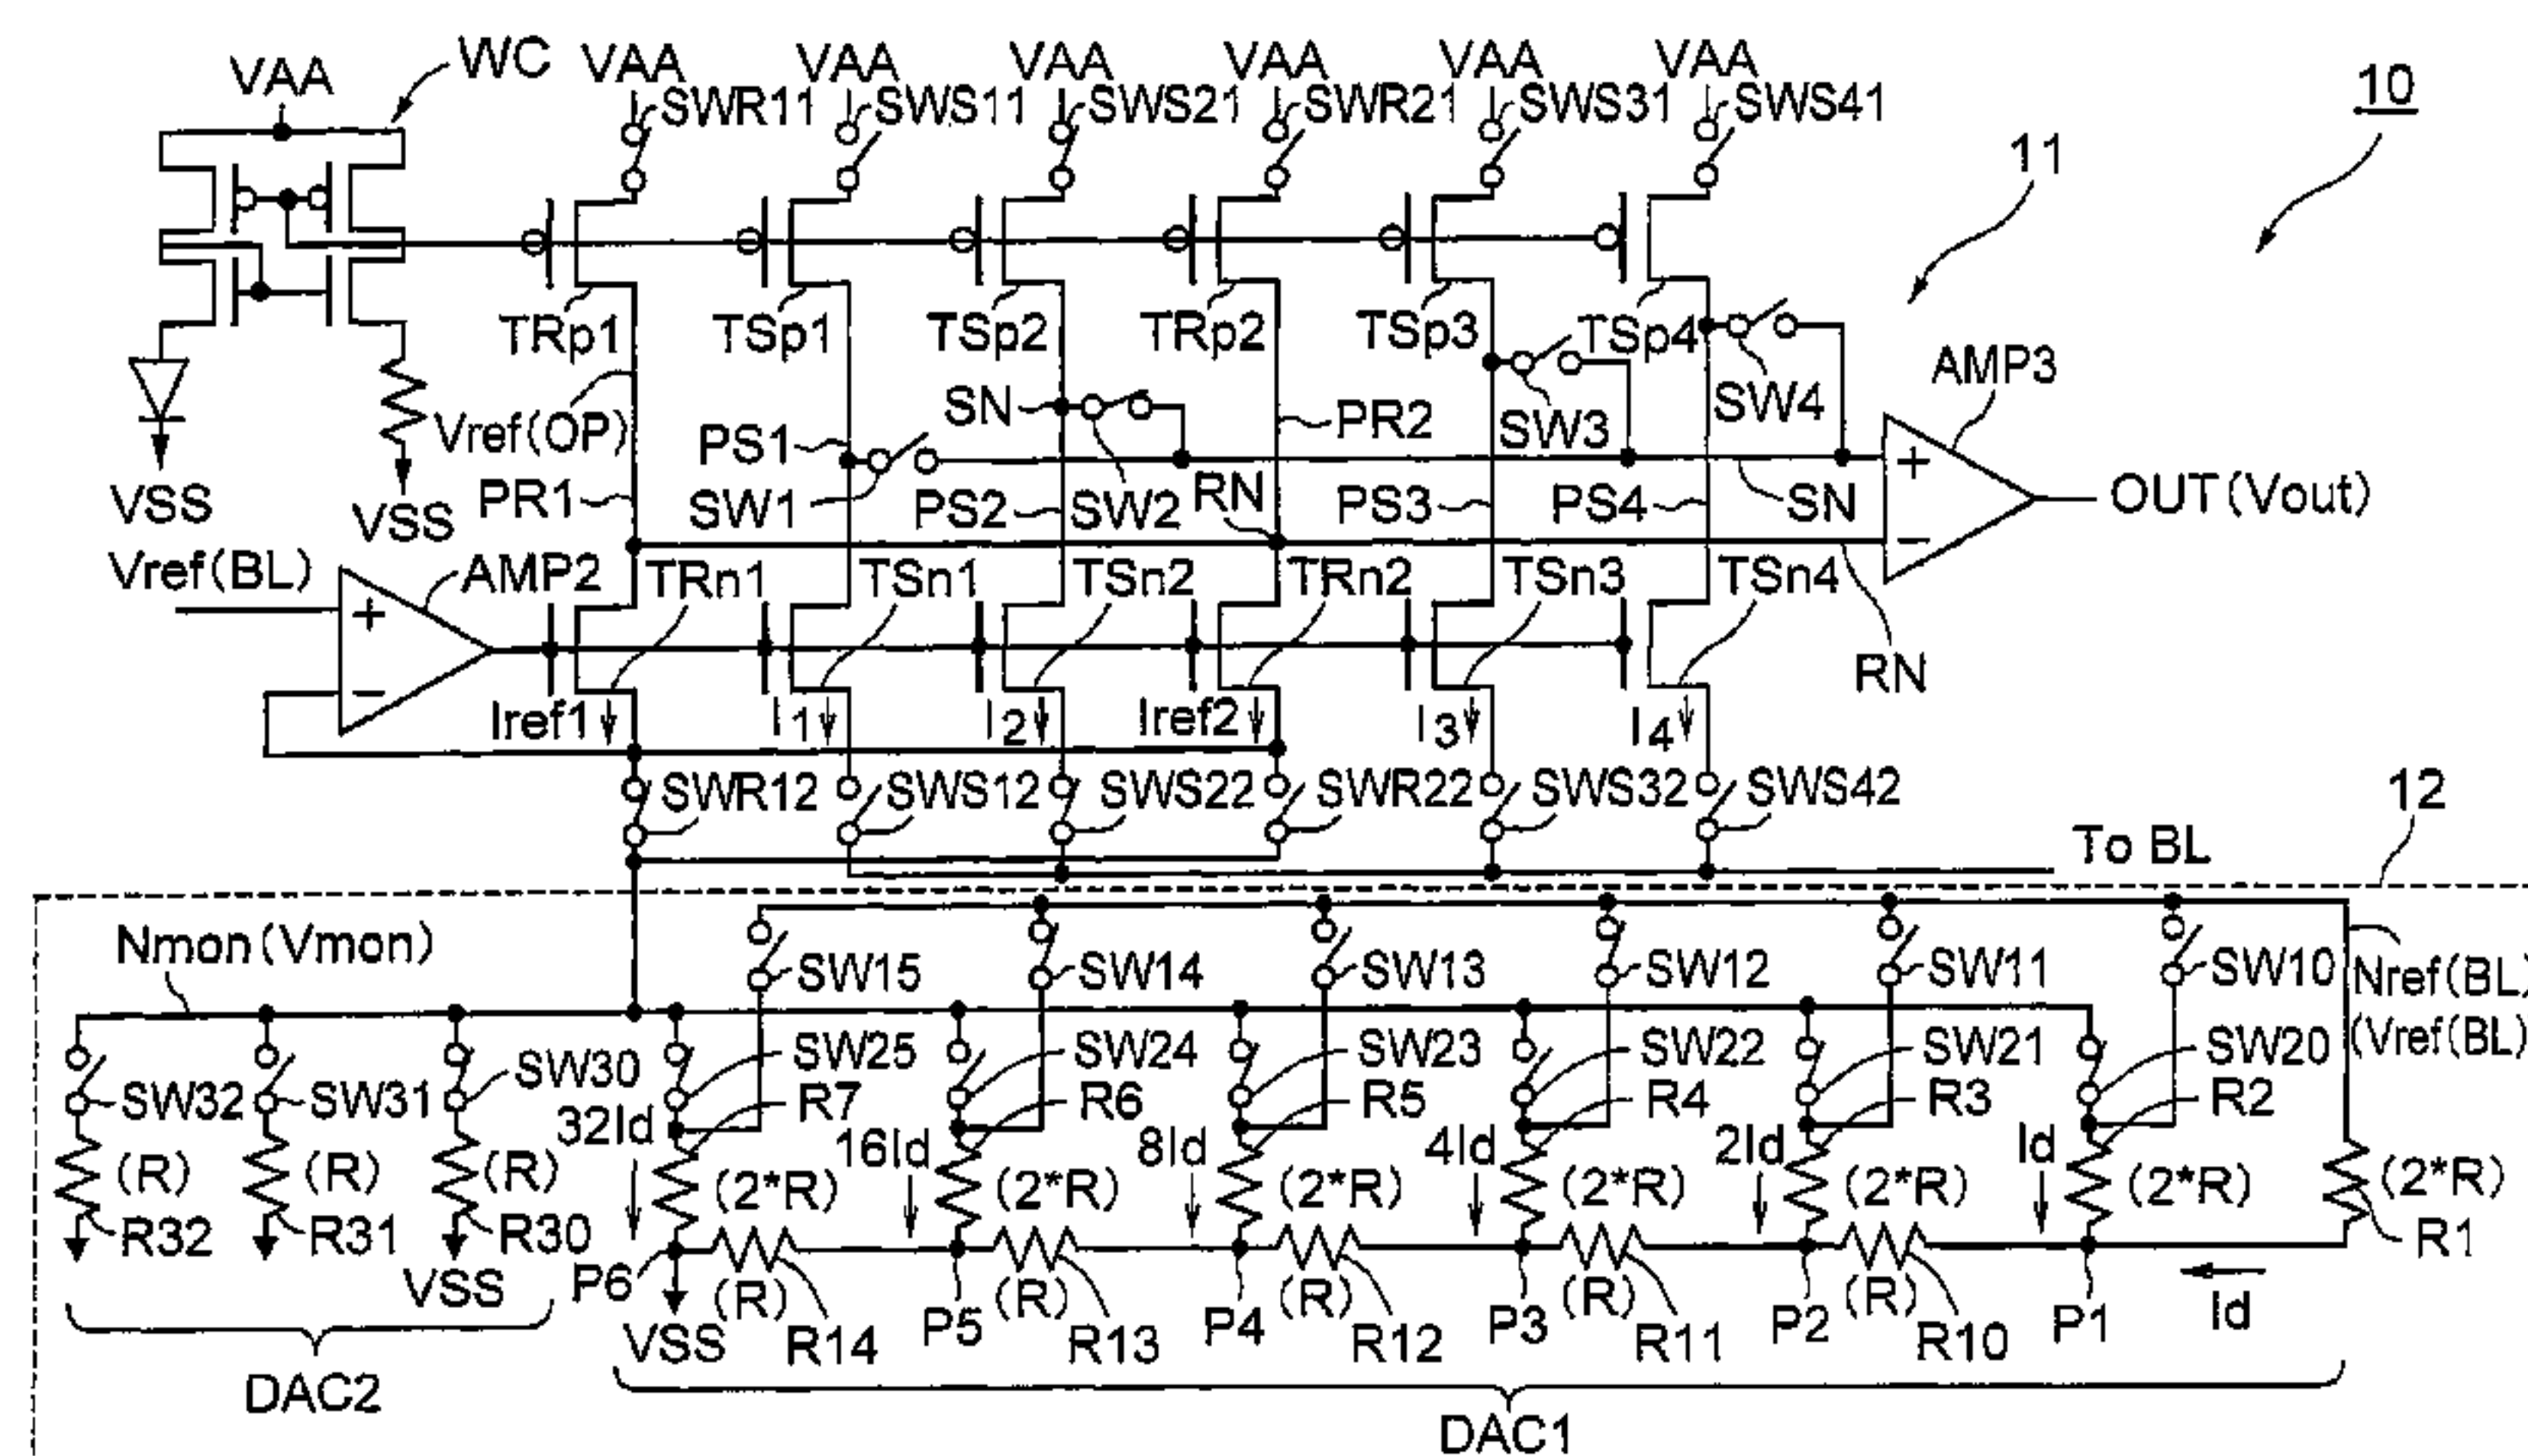 VAA WC VAA VAA VAA VAA VAA VAA 10
SWR11 SWS11 SWS21 SWR21 SWS31 SWS41
11
TRp1 TSp1 TSp2 TRp2 TSp3 TSp4
AMP3
Vref(OP) PS1 SN PR2 SW3 SW4
+
VSS VSS PR1 SW1 PS2 SW2 RN PS3 PS4 SN OUT(Vout)
−
Vref(BL) AMP2 TRn1 TSn1 TSn2 TRn2 TSn3 TSn4
+
− RN
Iref1 I1 I2 Iref2 I3 I4
SWR12 SWS12 SWS22 SWR22 SWS32 SWS42 12
To BL
Nmon(Vmon) SW15 SW14 SW13 SW12 SW11 SW10 Nref(BL)
(Vref(BL)
SW32 SW31 SW30 SW25 SW24 SW23 SW22 SW21 SW20
32Id R7 16Id R6 8Id R5 4Id R4 2Id R3 Id R2
(R) (R) (R) (2*R) (2*R) (2*R) (2*R) (2*R) (2*R) (2*R)
R32 R31 R30 R1
VSS P6 (R) (R) (R) (R) (R)
VSS R14 P5 R13 P4 R12 P3 R11 P2 R10 P1 Id
DAC2 DAC1